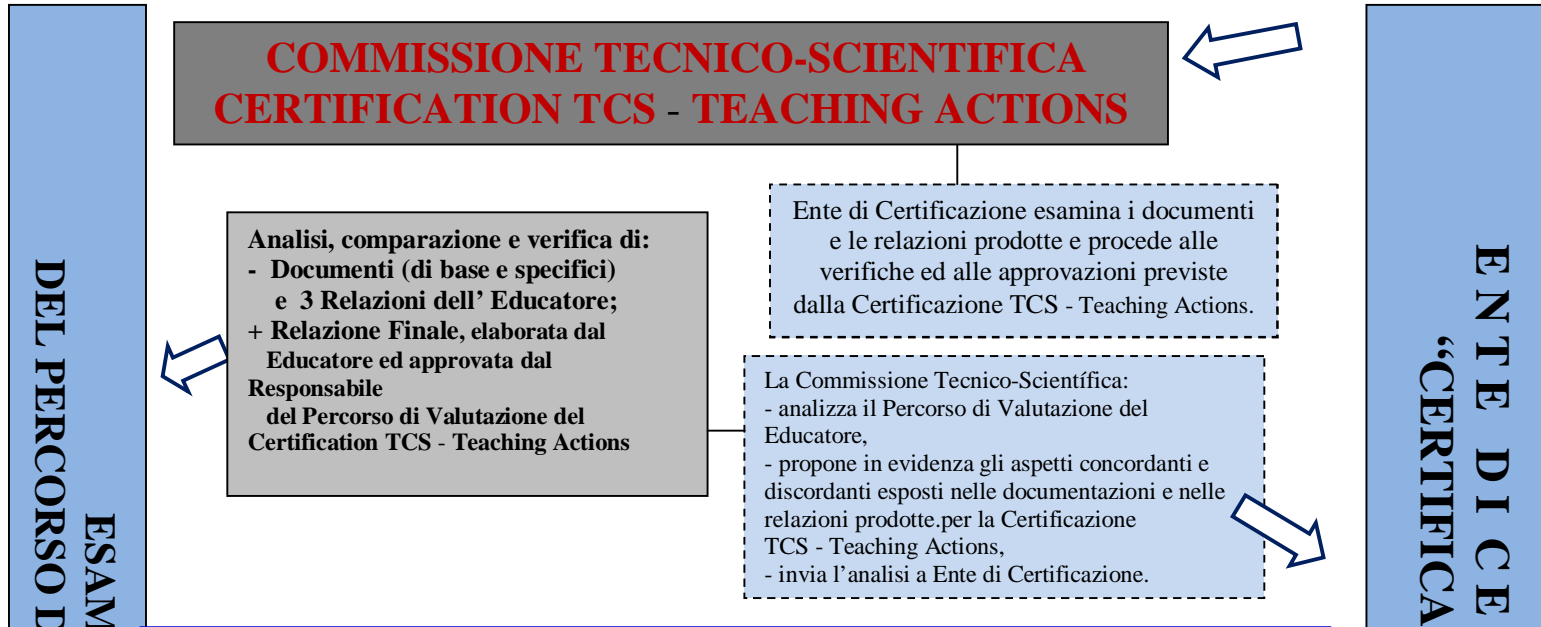 COMMISSIONE TECNICO-SCIENTIFICA
CERTIFICATION TCS - TEACHING ACTIONS
Ente di Certificazione esamina i documenti
e le relazioni prodotte e procede alle
verifiche ed alle approvazioni previste
dalla Certificazione TCS - Teaching Actions.
Analisi, comparazione e verifica di:
- Documenti (di base e specifici)
e 3 Relazioni dell' Educatore;
+ Relazione Finale, elaborata dal
Educatore ed approvata dal
Responsabile
del Percorso di Valutazione del
Certification TCS - Teaching Actions
La Commissione Tecnico-Scientífica:
- analizza il Percorso di Valutazione del
Educatore,
- propone in evidenza gli aspetti concordanti e
discordanti esposti nelle documentazioni e nelle
relazioni prodotte.per la Certificazione
TCS - Teaching Actions,
- invia l'analisi a Ente di Certificazione.
ESAM
DEL PERCORSO D
ENTE DI CE
“CERTIFICA